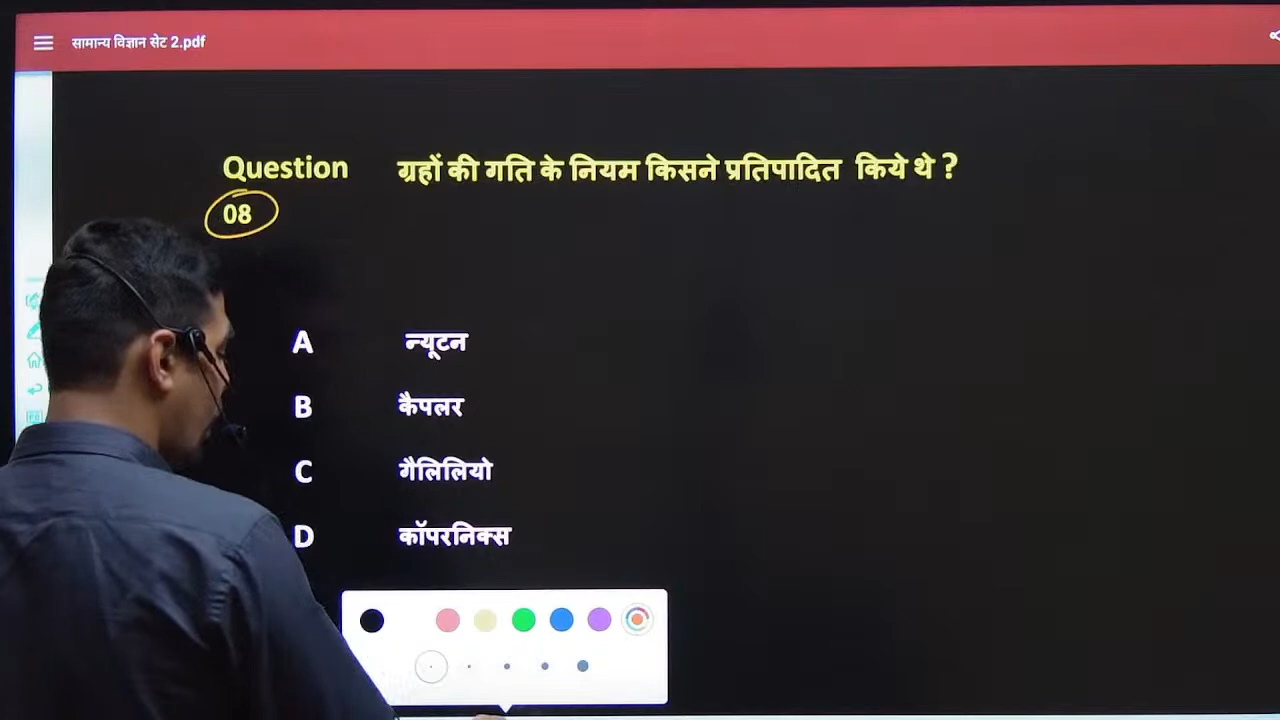 सामान्य विज्ञान सेट 2.pdf
Question ग्रहों की गति के नियम किसने प्रतिपादित किये थे ?
08
A न्यूटन
B कैपलर
C गैलिलियो
D कॉपरनिक्स